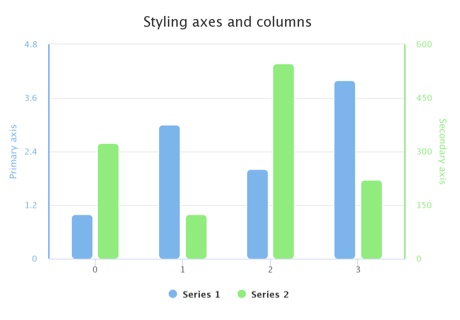 Styling axes and columns
4.8 600
3.6 450
2.4 300
1.2 150
0 0
Primary axis
Secondary axis
0 1 2 3
Series 1 Series 2